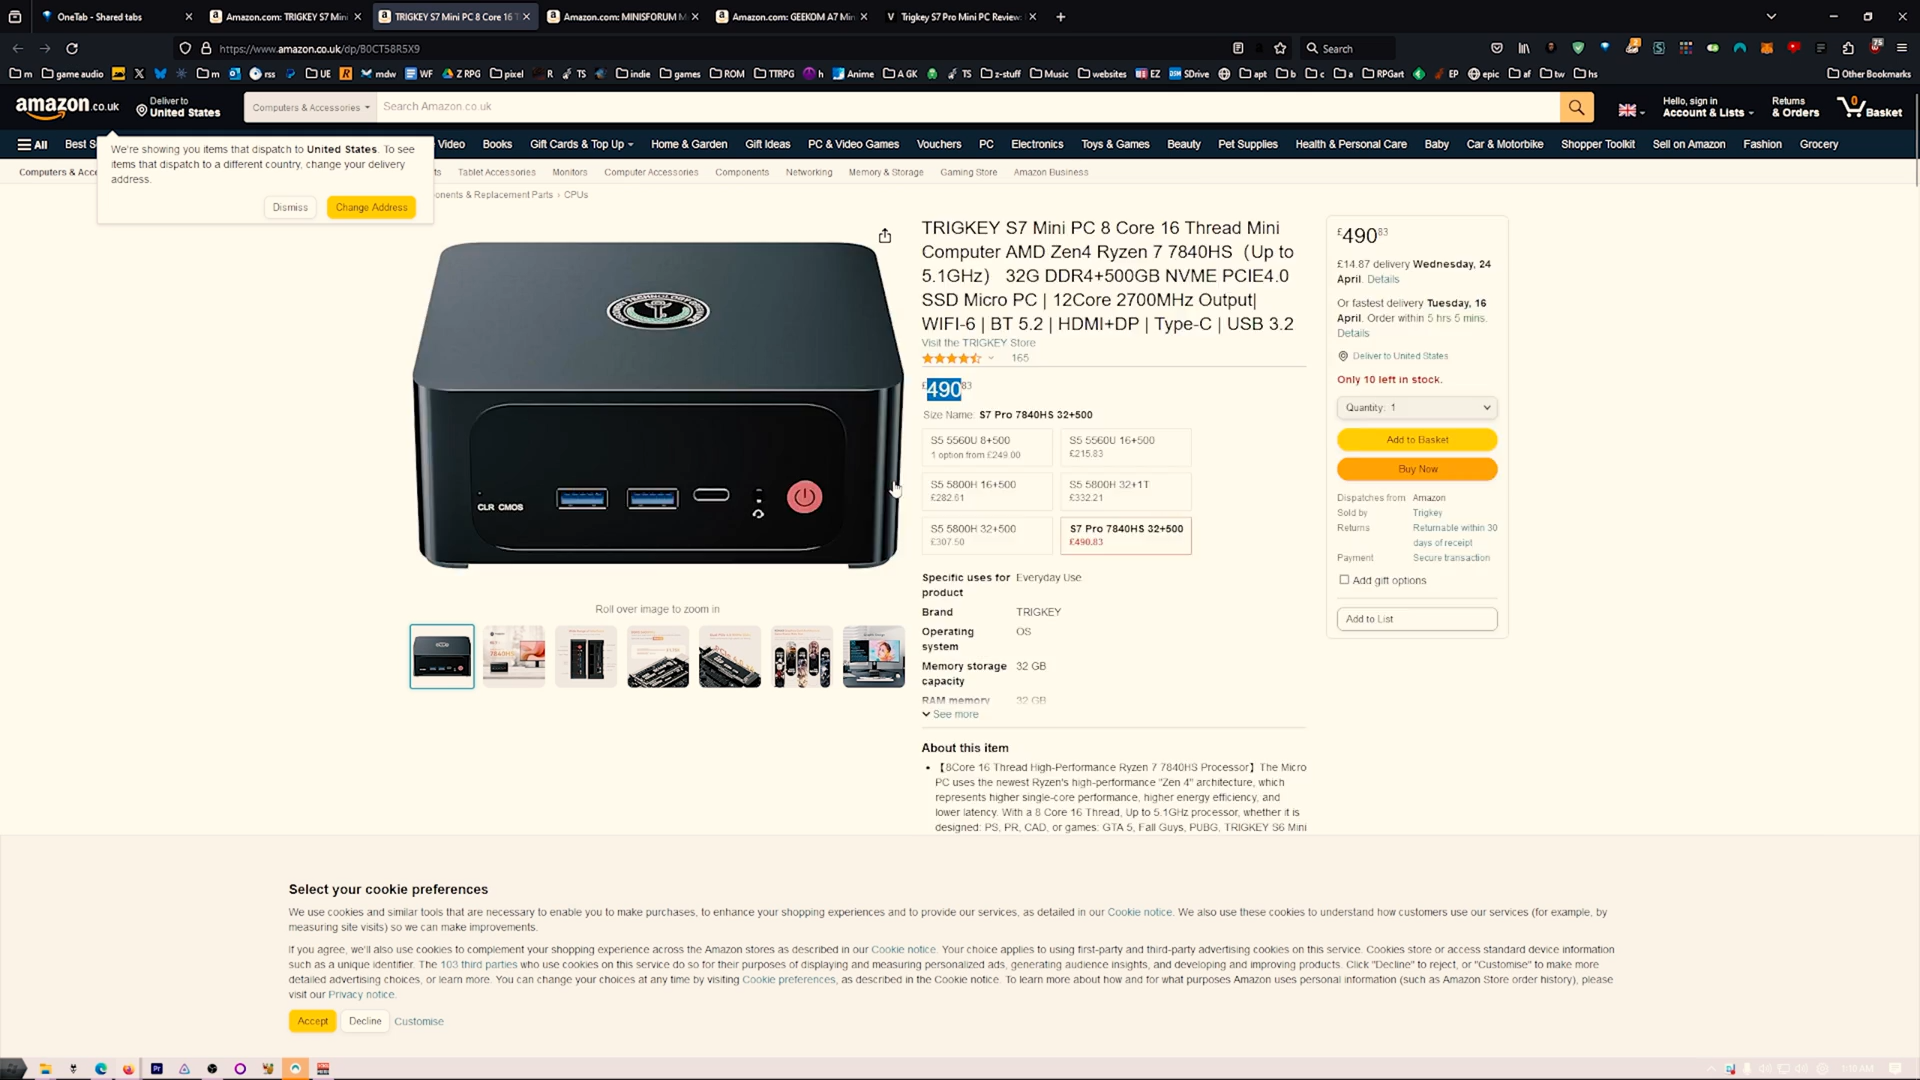 OneTab - Shared tabs
Amazon.com: TRIGKEY S7 Mini
TRIGKEY S7 Mini PC 8 Core 16 T
Amazon.com: MINISFORUM M
Amazon.com: GEEKOM A7 Mini
Trigkey S7 Pro Mini PC Review:
https://www.amazon.co.uk/dp/B0CT58R5X9
Search
m
game audio
m
rss
UE
mdw
WF
Z RPG
pixel
R
TS
indie
games
ROM
TTRPG
h
Anime
A GK
TS
z-stuff
Music
websites
EZ
SDrive
apt
b
c
a
RPGart
EP
epic
af
tw
hs
Other Bookmarks
amazon.co.uk
Deliver to
United States
Computers & Accessories
Search Amazon.co.uk
Hello, sign in
Account & Lists
Returns
& Orders
0
Basket
All
Best S
Video
Books
Gift Cards & Top Up
Home & Garden
Gift Ideas
PC & Video Games
Vouchers
PC
Electronics
Toys & Games
Beauty
Pet Supplies
Health & Personal Care
Baby
Car & Motorbike
Shopper Toolkit
Sell on Amazon
Fashion
Grocery
We're showing you items that dispatch to United States. To see
items that dispatch to a different country, change your delivery
address.
Dismiss
Change Address
Computers & Acce
ts
Tablet Accessories
Monitors
Computer Accessories
Components
Networking
Memory & Storage
Gaming Store
Amazon Business
onents & Replacement Parts › CPUs
CLR CMOS
Roll over image to zoom in
TRIGKEY S7 Mini PC 8 Core 16 Thread Mini
Computer AMD Zen4 Ryzen 7 7840HS（Up to
5.1GHz） 32G DDR4+500GB NVME PCIE4.0
SSD Micro PC | 12Core 2700MHz Output|
WIFI-6 | BT 5.2 | HDMI+DP | Type-C | USB 3.2
Visit the TRIGKEY Store
165
£490 83
Size Name: S7 Pro 7840HS 32+500
S5 5560U 8+500
1 option from £249.00
S5 5560U 16+500
£215.83
S5 5800H 16+500
£282.61
S5 5800H 32+1T
£332.21
S5 5800H 32+500
£307.50
S7 Pro 7840HS 32+500
£490.83
Specific uses for Everyday Use
product
Brand TRIGKEY
Operating OS
system
Memory storage 32 GB
capacity
RAM memory 32 GB
See more
About this item
• 【8Core 16 Thread High-Performance Ryzen 7 7840HS Processor】The Micro
PC uses the newest Ryzen's high-performance "Zen 4" architecture, which
represents higher single-core performance, higher energy efficiency, and
lower latency. With a 8 Core 16 Thread, Up to 5.1GHz processor, whether it is
designed: PS, PR, CAD, or games: GTA 5, Fall Guys, PUBG, TRIGKEY S6 Mini
£490 83
£14.87 delivery Wednesday, 24
April. Details
Or fastest delivery Tuesday, 16
April. Order within 5 hrs 5 mins.
Details
Deliver to United States
Only 10 left in stock.
Quantity: 1
Add to Basket
Buy Now
Dispatches from Amazon
Sold by Trigkey
Returns Returnable within 30
days of receipt
Payment Secure transaction
Add gift options
Add to List
Select your cookie preferences
We use cookies and similar tools that are necessary to enable you to make purchases, to enhance your shopping experiences and to provide our services, as detailed in our Cookie notice. We also use these cookies to understand how customers use our services (for example, by
measuring site visits) so we can make improvements.
If you agree, we'll also use cookies to complement your shopping experience across the Amazon stores as described in our Cookie notice. Your choice applies to using first-party and third-party advertising cookies on this service. Cookies store or access standard device information
such as a unique identifier. The 103 third parties who use cookies on this service do so for their purposes of displaying and measuring personalized ads, generating audience insights, and developing and improving products. Click "Decline" to reject, or "Customise" to make more
detailed advertising choices, or learn more. You can change your choices at any time by visiting Cookie preferences, as described in the Cookie notice. To learn more about how and for what purposes Amazon uses personal information (such as Amazon Store order history), please
visit our Privacy notice.
Accept
Decline
Customise
1:10 AM